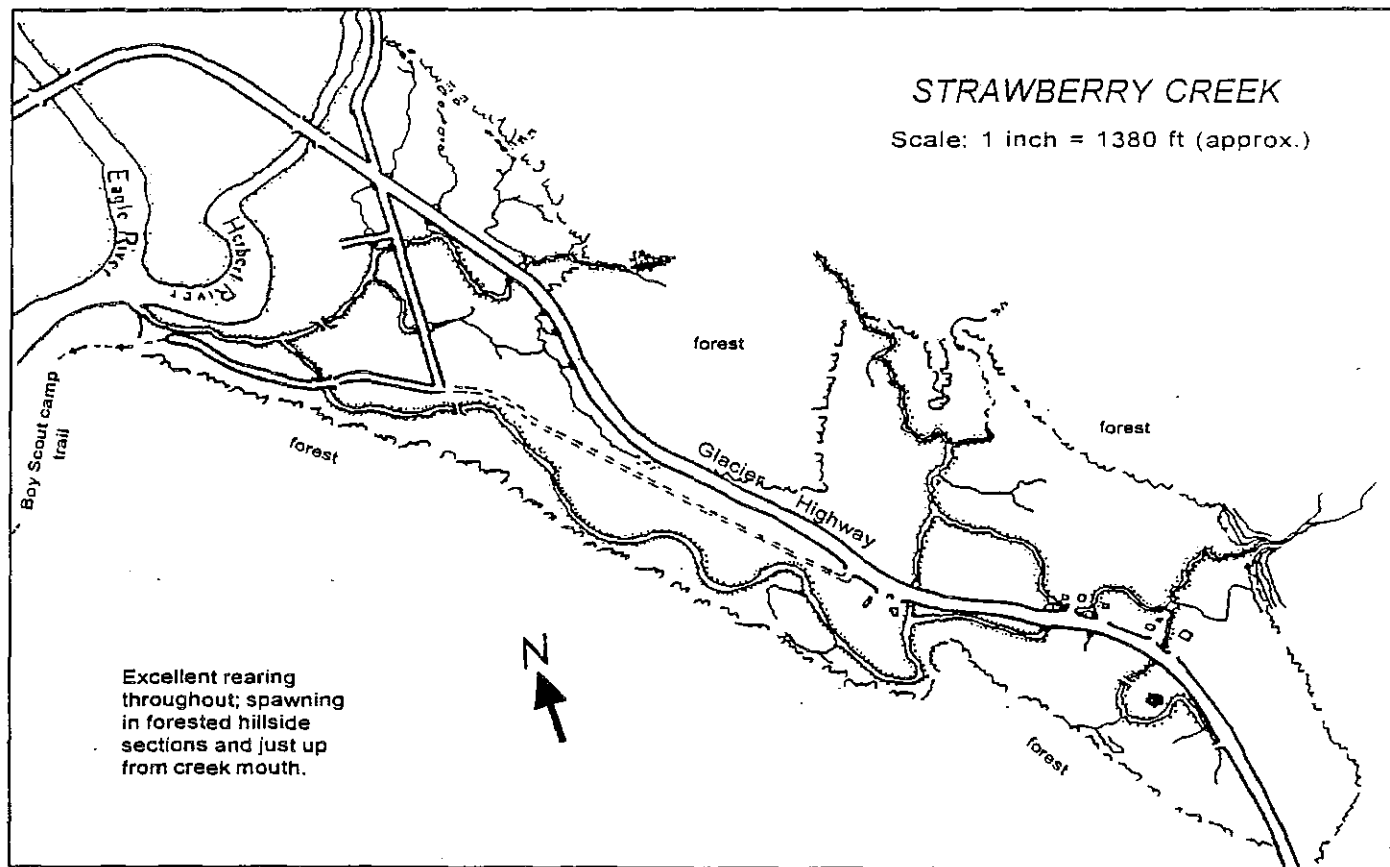 STRAWBERRY CREEK
Scale: 1 inch = 1380 ft (approx.)
Eagle River
Herbert River
forest
forest
Boy Scout camp
trail
forest
Glacier
Highway
N
Excellent rearing
throughout; spawning
in forested hillside
sections and just up
from creek mouth.
forest